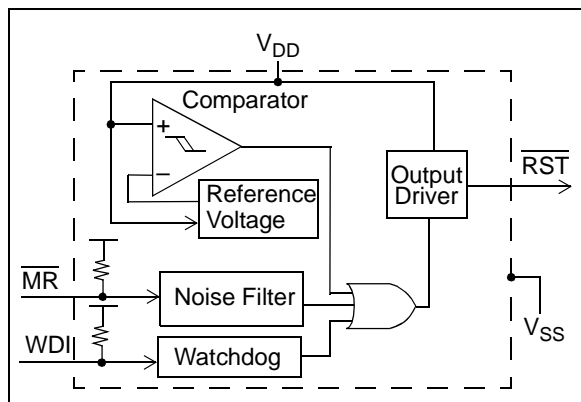 VDD
Comparator
+
−
Reference
Voltage
Output
Driver
RST
MR
Noise Filter
WDI
Watchdog
VSS